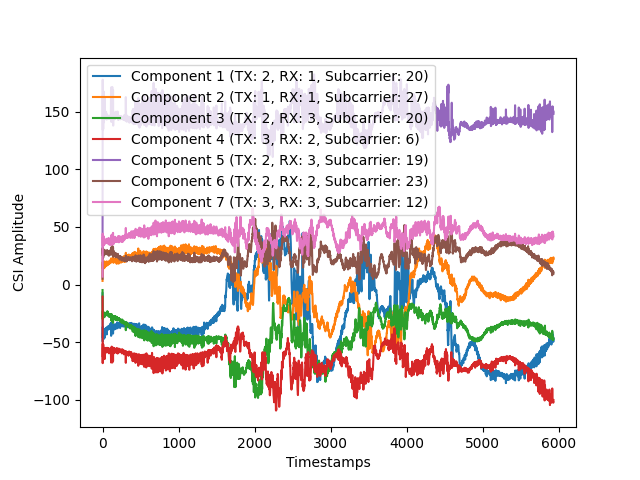 Component 1 (TX: 2, RX: 1, Subcarrier: 20)
Component 2 (TX: 1, RX: 1, Subcarrier: 27)
Component 3 (TX: 2, RX: 3, Subcarrier: 20)
Component 4 (TX: 3, RX: 2, Subcarrier: 6)
Component 5 (TX: 2, RX: 3, Subcarrier: 19)
Component 6 (TX: 2, RX: 2, Subcarrier: 23)
Component 7 (TX: 3, RX: 3, Subcarrier: 12)
CSI Amplitude
150
100
50
0
−50
−100
0 1000 2000 3000 4000 5000 6000
Timestamps